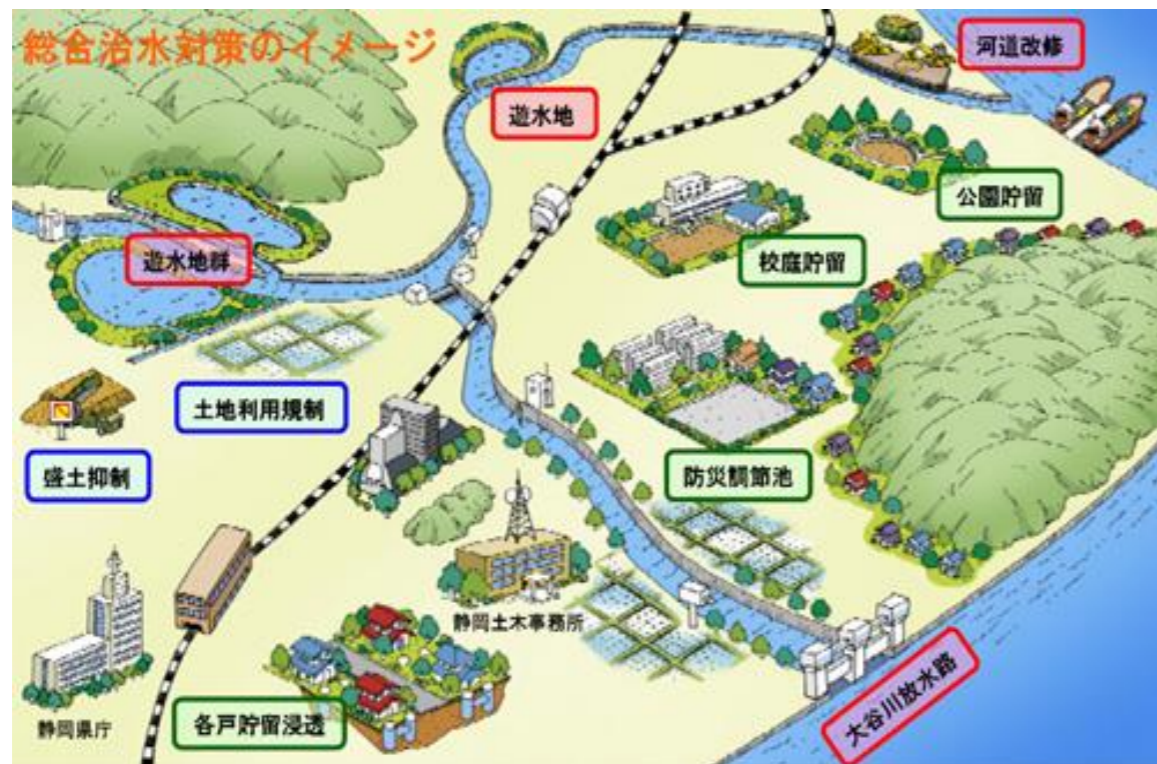 総合治水対策のイメージ
河道改修
遊水地
公園貯留
校庭貯留
遊水地群
土地利用規制
盛土抑制
防災調節池
静岡土木事務所
大谷川放水路
各戸貯留浸透
静岡県庁